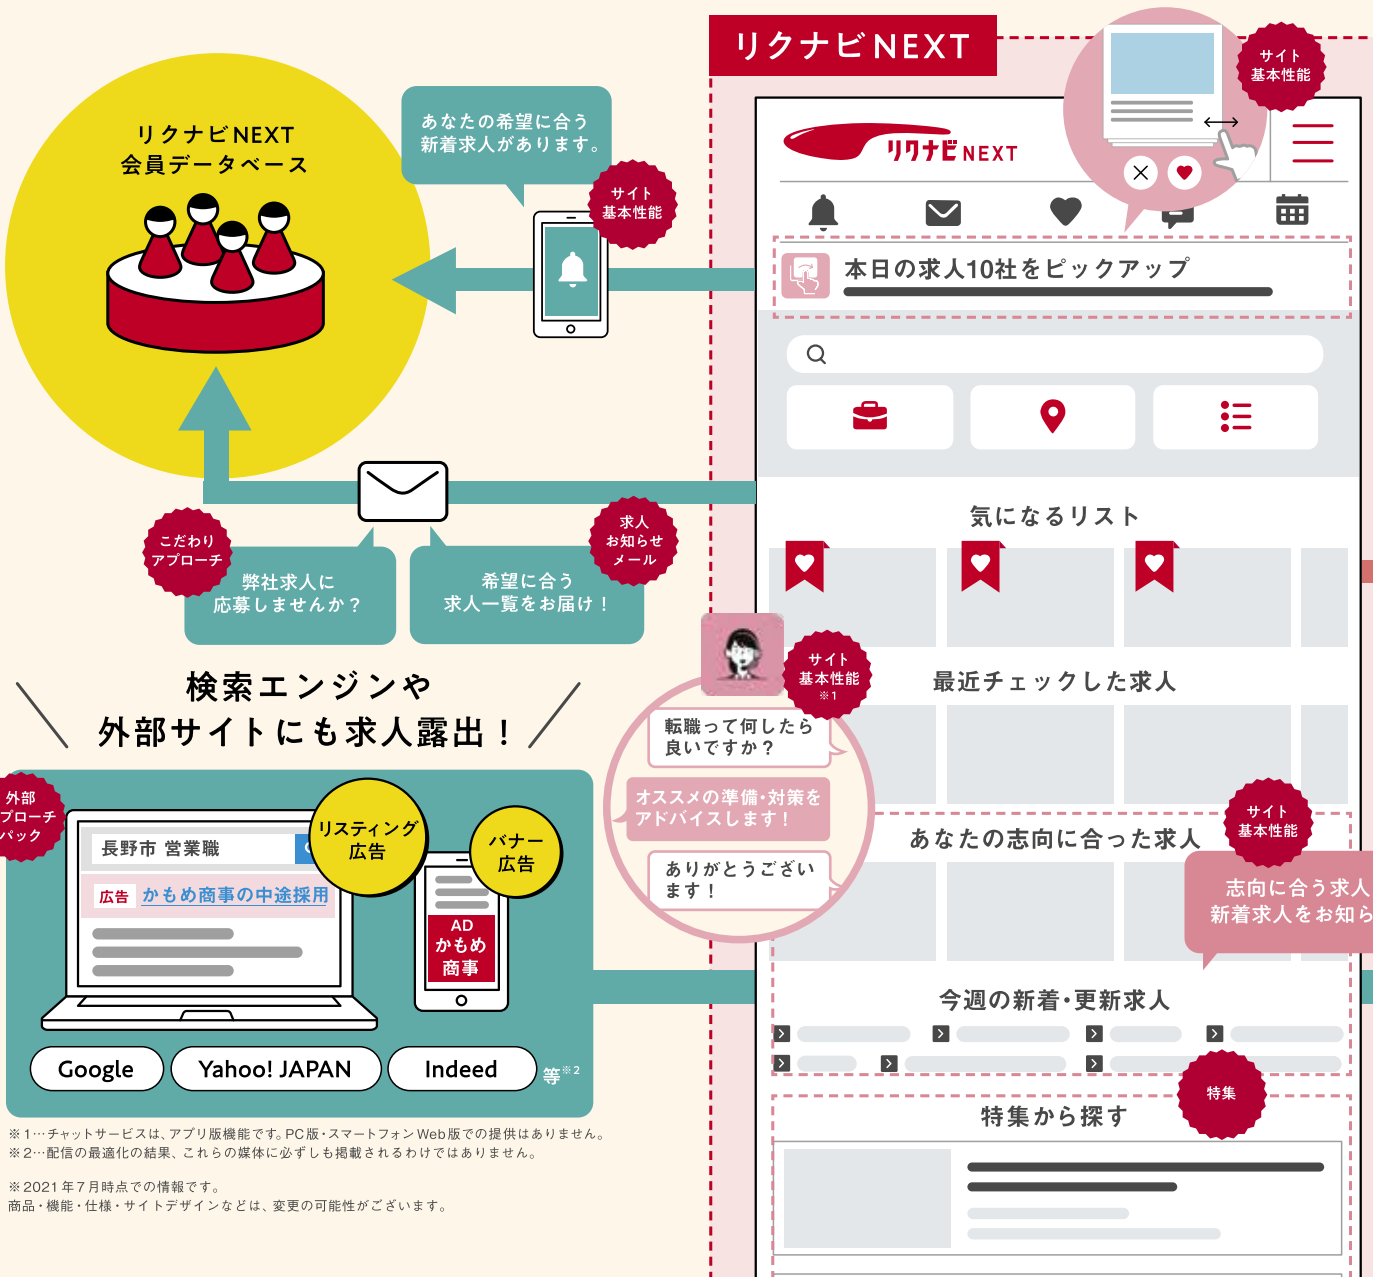 リクナビNEXT
サイト
基本性能
リクナビNEXT
会員データベース
あなたの希望に合う
新着求人があります。
サイト
基本性能
リクナビNEXT
本日の求人10社をピックアップ
こだわり
アプローチ
弊社求人に
応募しませんか？
求人
お知らせ
メール
希望に合う
求人一覧をお届け！
気になるリスト
最近チェックした求人
サイト
基本性能
※1
転職って何したら
良いですか？
オススメの準備・対策を
アドバイスします！
ありがとうござい
ます！
検索エンジンや
外部サイトにも求人露出！
外部
プローチ
パック
長野市 営業職
広告 かもめ商事の中途採用
リスティング
広告
バナー
広告
AD
かもめ
商事
Google
Yahoo! JAPAN
Indeed
等※2
あなたの志向に合った求人
サイト
基本性能
志向に合う求人
新着求人をお知ら
今週の新着・更新求人
特集
特集から探す
※1…チャットサービスは、アプリ版機能です。PC版・スマートフォンWeb版での提供はありません。
※2…配信の最適化の結果、これらの媒体に必ずしも掲載されるわけではありません。
※2021年7月時点での情報です。
商品・機能・仕様・サイトデザインなどは、変更の可能性がございます。